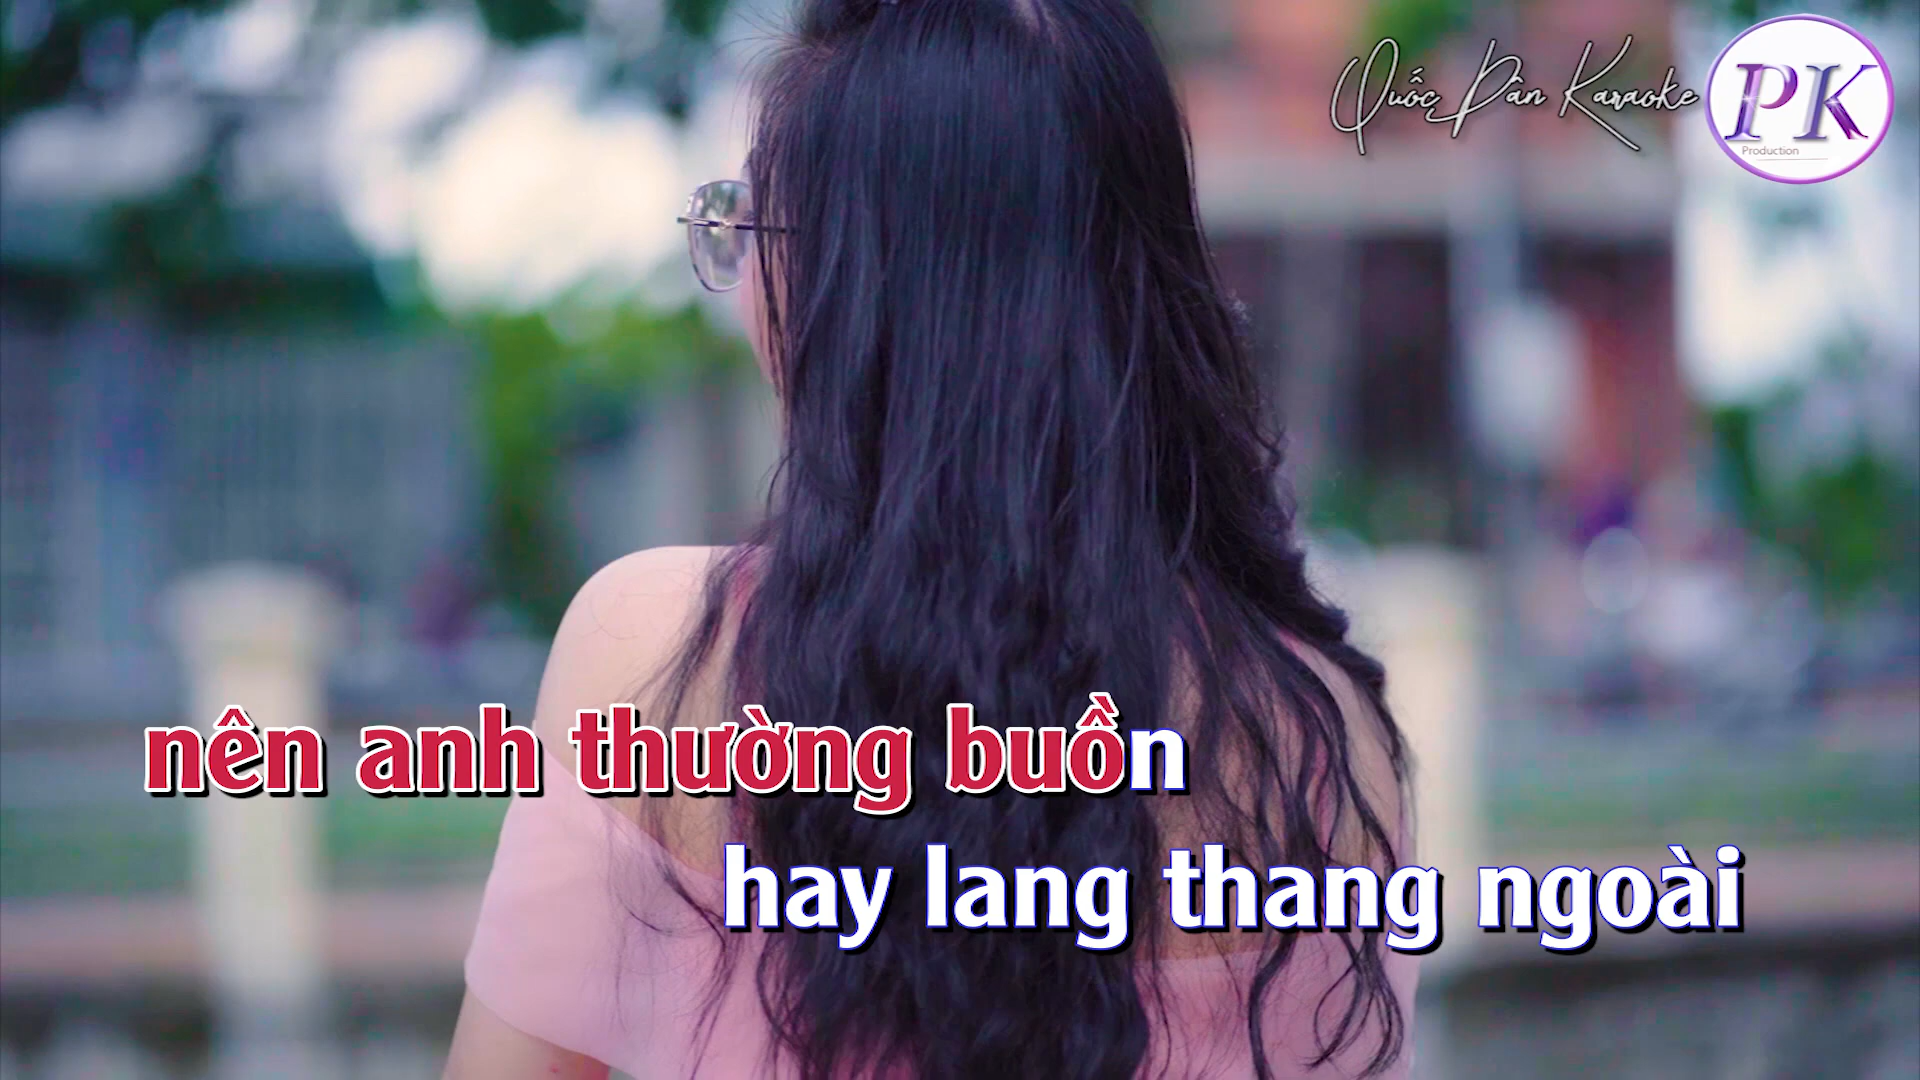 Quốc Dân Karaoke
PK
Production
nên anh thường buồn
hay lang thang ngoài